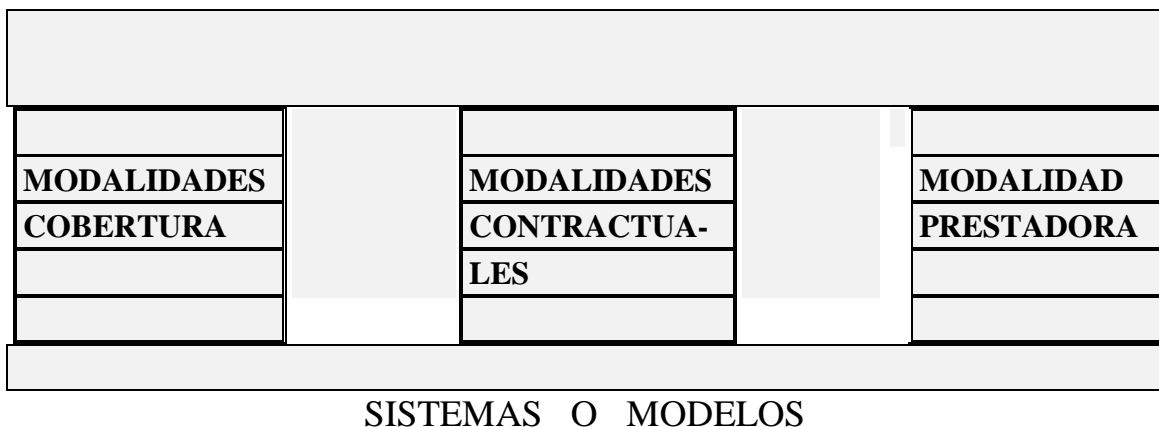 MODALIDADES
COBERTURA
MODALIDADES
CONTRACTUA-
LES
MODALIDAD
PRESTADORA
SISTEMAS O MODELOS